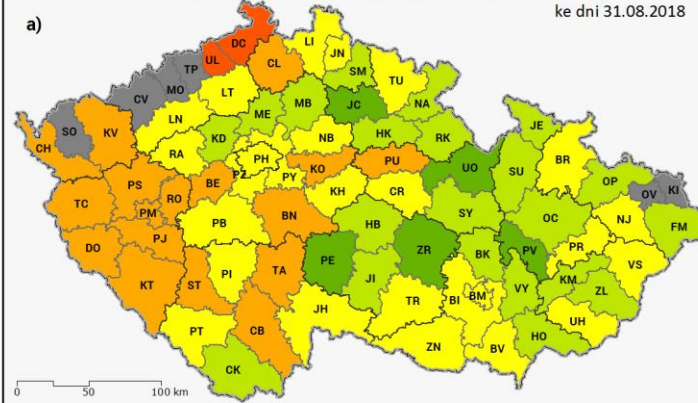 ke dni 31.08.2018
a)
DC
UL
LI
JN
TP
CL
SM
TU
MO
CV
LT
SO
KV
CH
LN
ME
MB
JC
NA
KD
NB
HK
RK
JE
RA
PH
PZ
PY
KO
PU
UO
SU
BR
OP
OV
KI
TC
PS
RO
BE
KH
CR
PM
PJ
PB
BN
HB
SY
OC
NJ
FM
DO
KT
ST
PI
TA
PE
ZR
BK
PV
PR
VS
JI
KM
ZL
VY
PT
CB
JH
TR
BI
BM
HO
UH
CK
ZN
BV
0 50 100 km